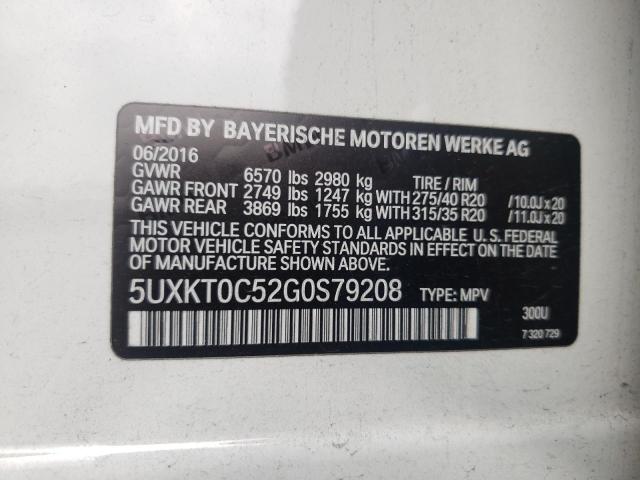 MFD BY BAYERISCHE MOTOREN WERKE AG
06/2016
GVWR 6570 lbs 2980 kg TIRE / RIM
GAWR FRONT 2749 lbs 1247 kg WITH 275/40 R20 /10.0J x 20
GAWR REAR 3869 lbs 1755 kg WITH 315/35 R20 /11.0J x 20
THIS VEHICLE CONFORMS TO ALL APPLICABLE U.S. FEDERAL
MOTOR VEHICLE SAFETY STANDARDS IN EFFECT ON THE DATE
OF MANUFACTURE SHOWN ABOVE.
5UXKT0C52G0S79208 TYPE: MPV
300U
7 320 729